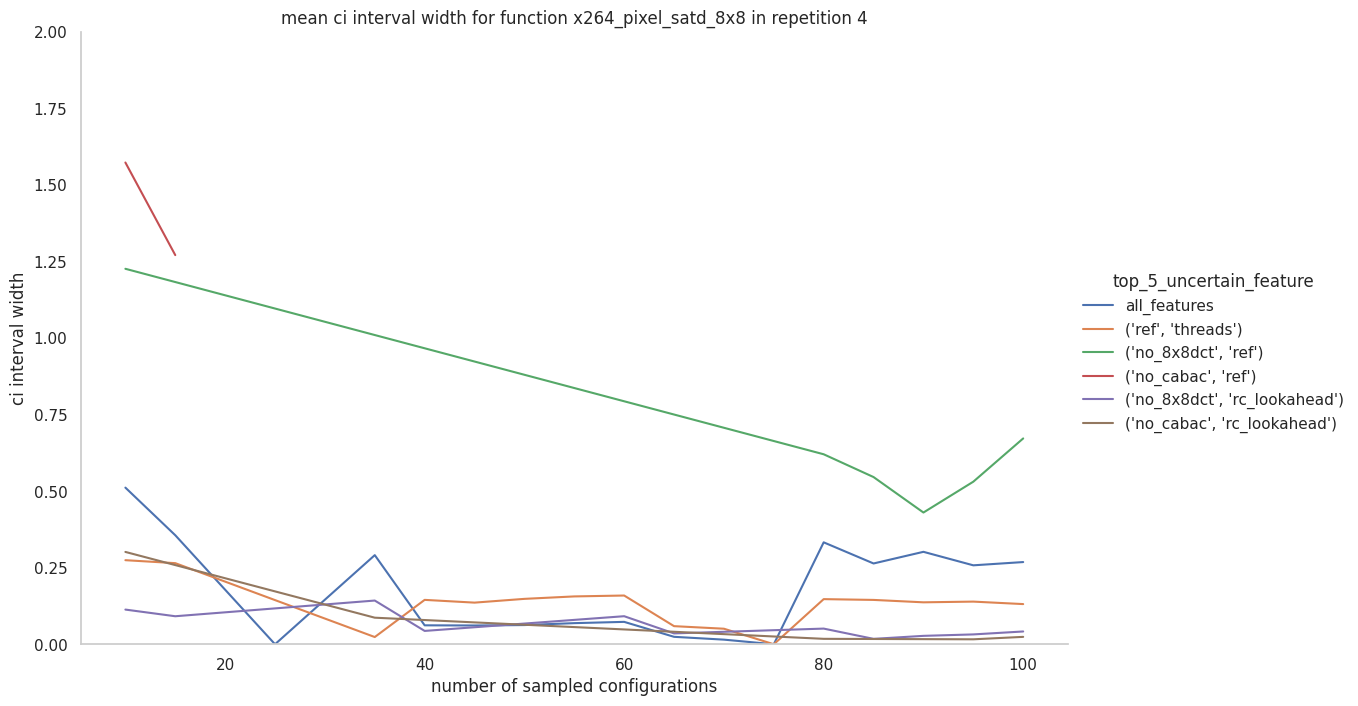 mean ci interval width for function x264_pixel_satd_8x8 in repetition 4
2.00
1.75
1.50
1.25
1.00
0.75
0.50
0.25
0.00
ci interval width
20
40
60
80
100
number of sampled configurations
top_5_uncertain_feature
all_features
('ref', 'threads')
('no_8x8dct', 'ref')
('no_cabac', 'ref')
('no_8x8dct', 'rc_lookahead')
('no_cabac', 'rc_lookahead')